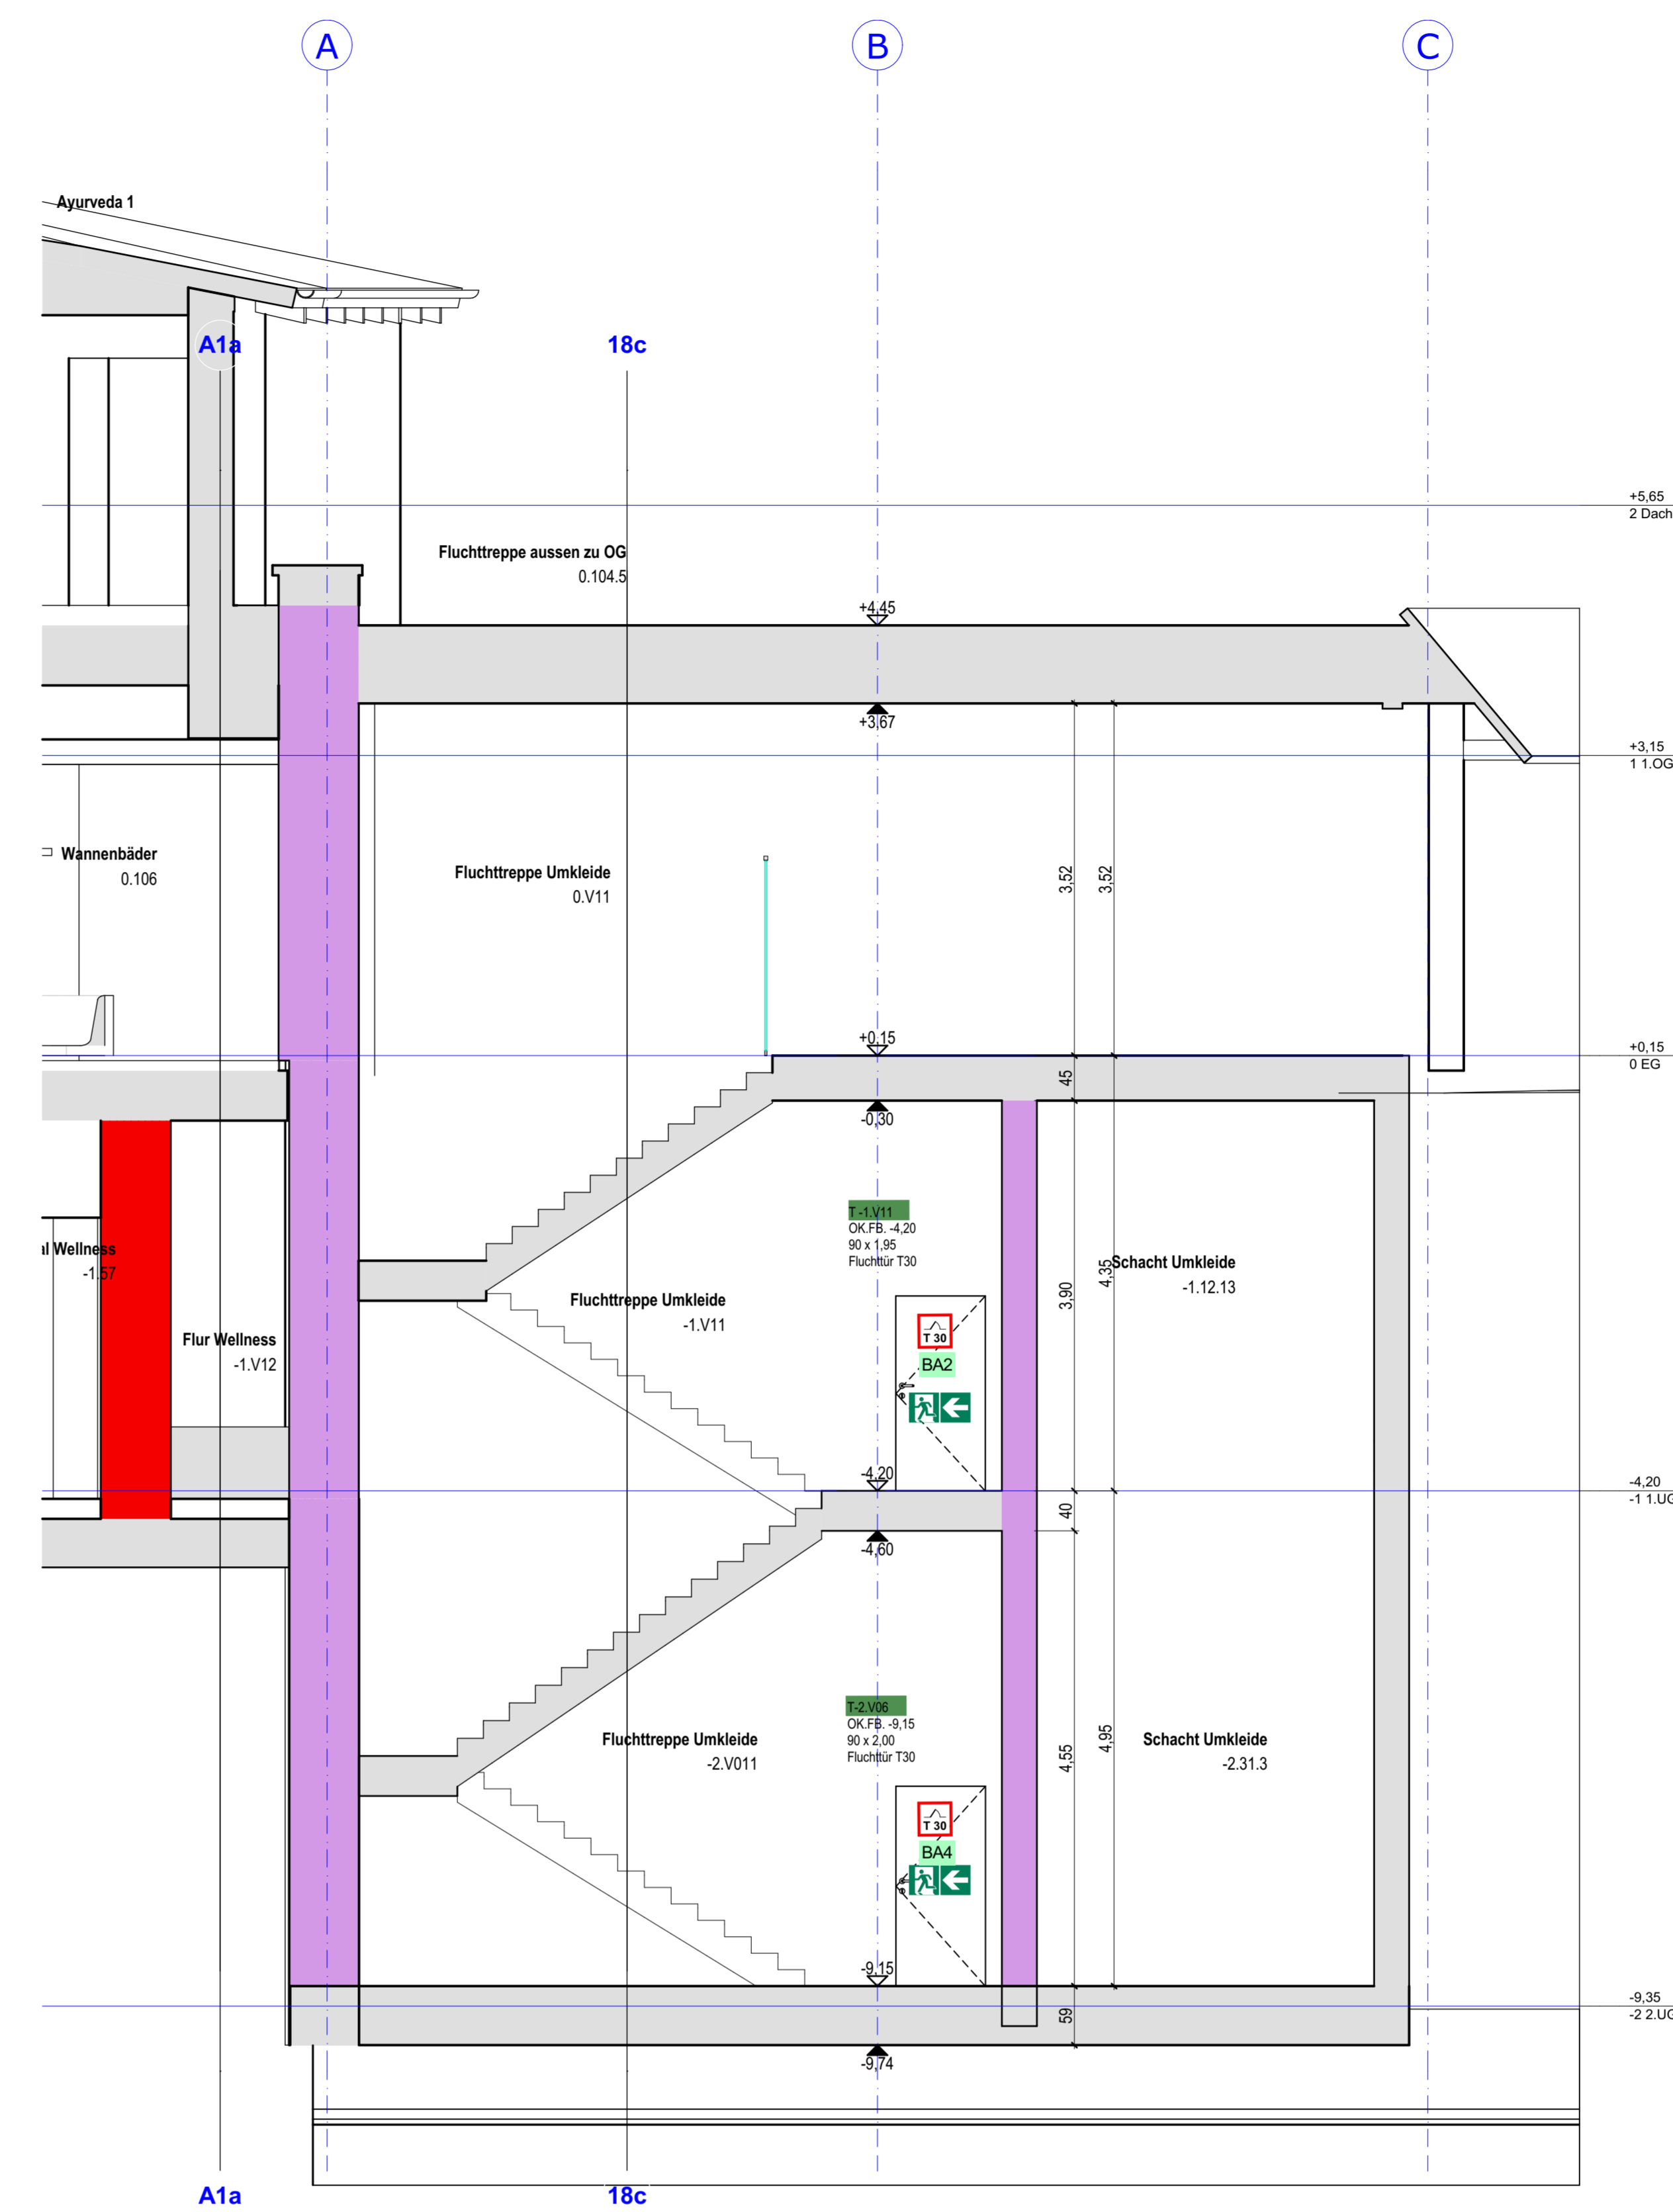 A
B
C
Ayurveda 1
A1a
18c
+5,65
2 Dach
Fluchttreppe aussen zu OG
0.104.5
+4,45
+3,67
+3,15
1 1.OG
Wannenbäder
0.106
Fluchttreppe Umkleide
0.V11
3,52
3,52
+0,15
+0,15
0 EG
45
-0,30
T -1.V11
OK.FB. -4,20
90 x 1,95
Fluchttür T30
al Wellness
-1.57
Schacht Umkleide
-1.12.13
3,90
4,35
Fluchttreppe Umkleide
-1.V11
Flur Wellness
-1.V12
T 30
BA2
-4,20
-4,20
-1 1.UG
40
-4,60
T-2.V06
OK.FB. -9,15
90 x 2,00
Fluchttür T30
Fluchttreppe Umkleide
-2.V011
4,55
4,95
Schacht Umkleide
-2.31.3
T 30
BA4
-9,15
-9,35
-2 2.UG
59
-9,74
A1a
18c